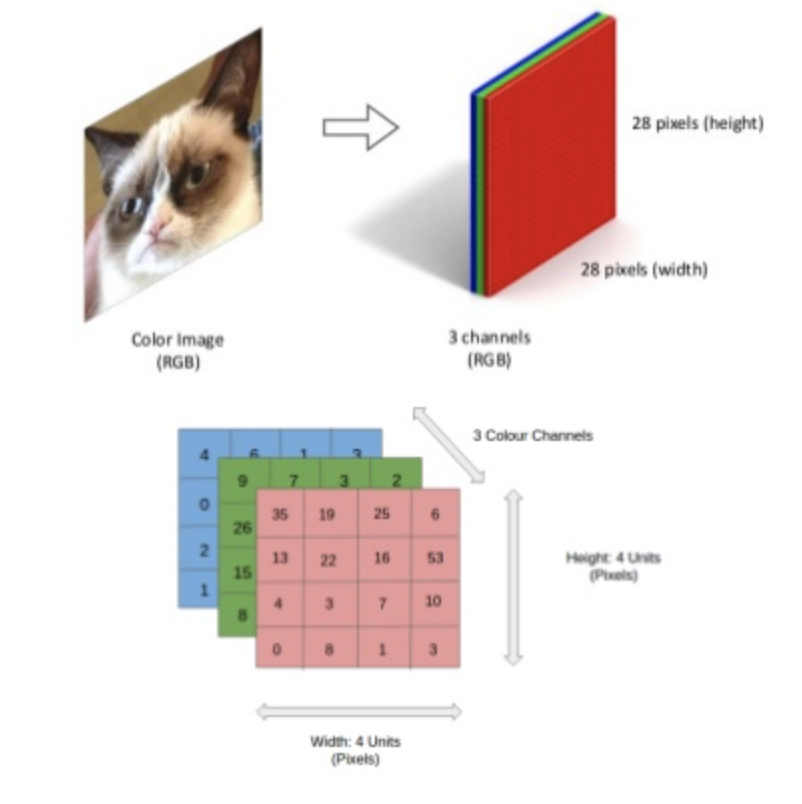 28 pixels (height)
28 pixels (width)
Color Image
(RGB)
3 channels
(RGB)
3 Colour Channels
4 6 1 3
0
2
1
9 7 3 2
26
15
8
35 19 25 6
13 22 16 53
4 3 7 10
0 8 1 3
Height: 4 Units
(Pixels)
Width: 4 Units
(Pixels)